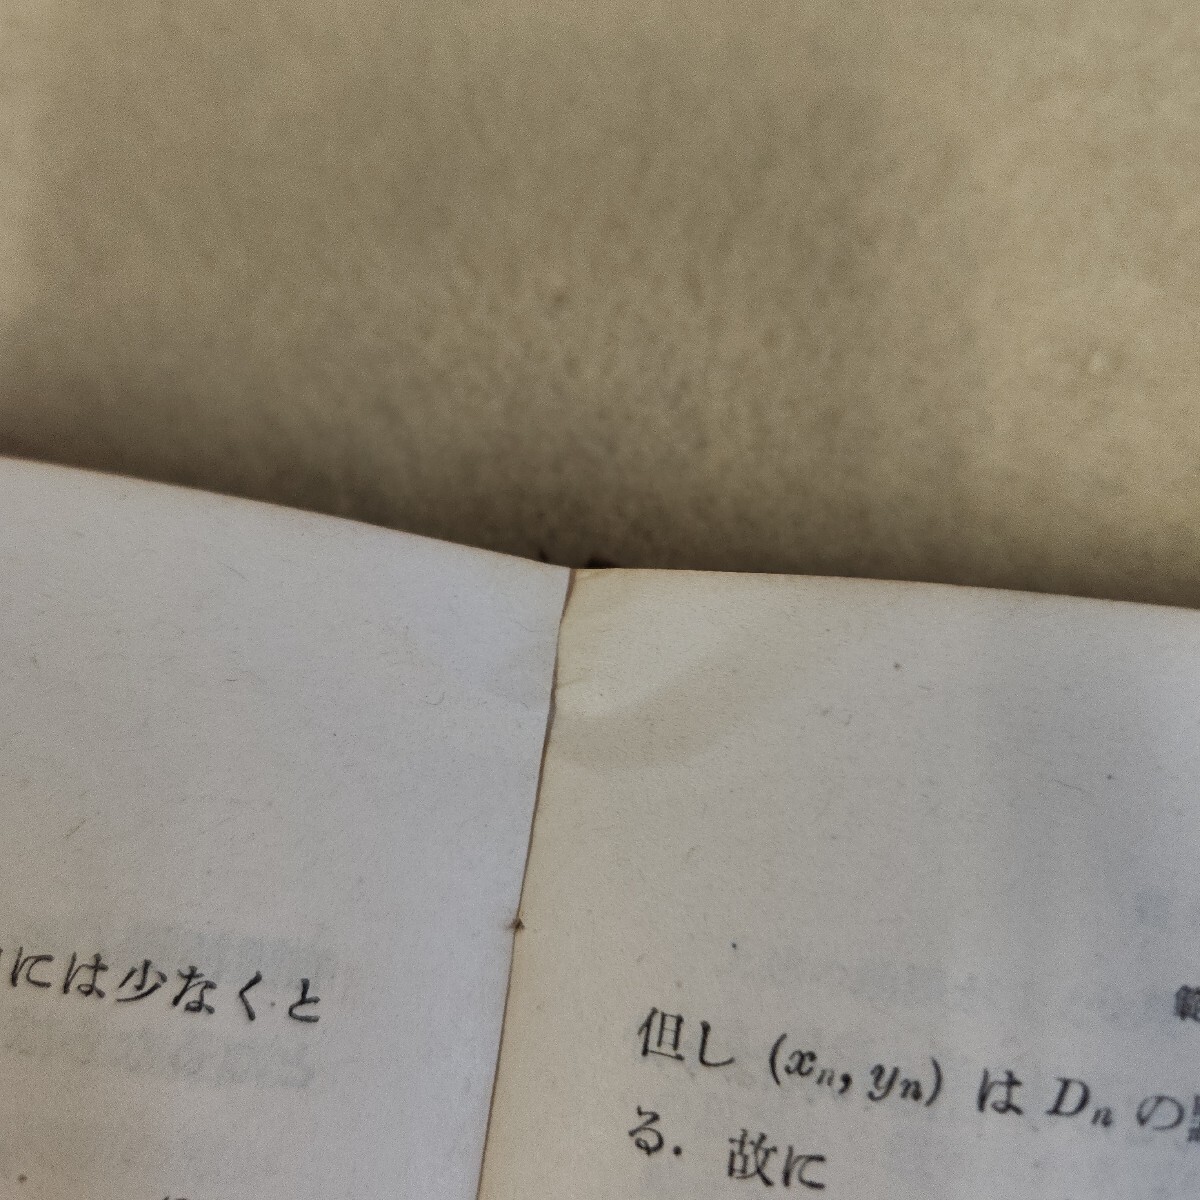 には少なくと
但し (xₙ, yₙ) は Dₙ の
る. 故に